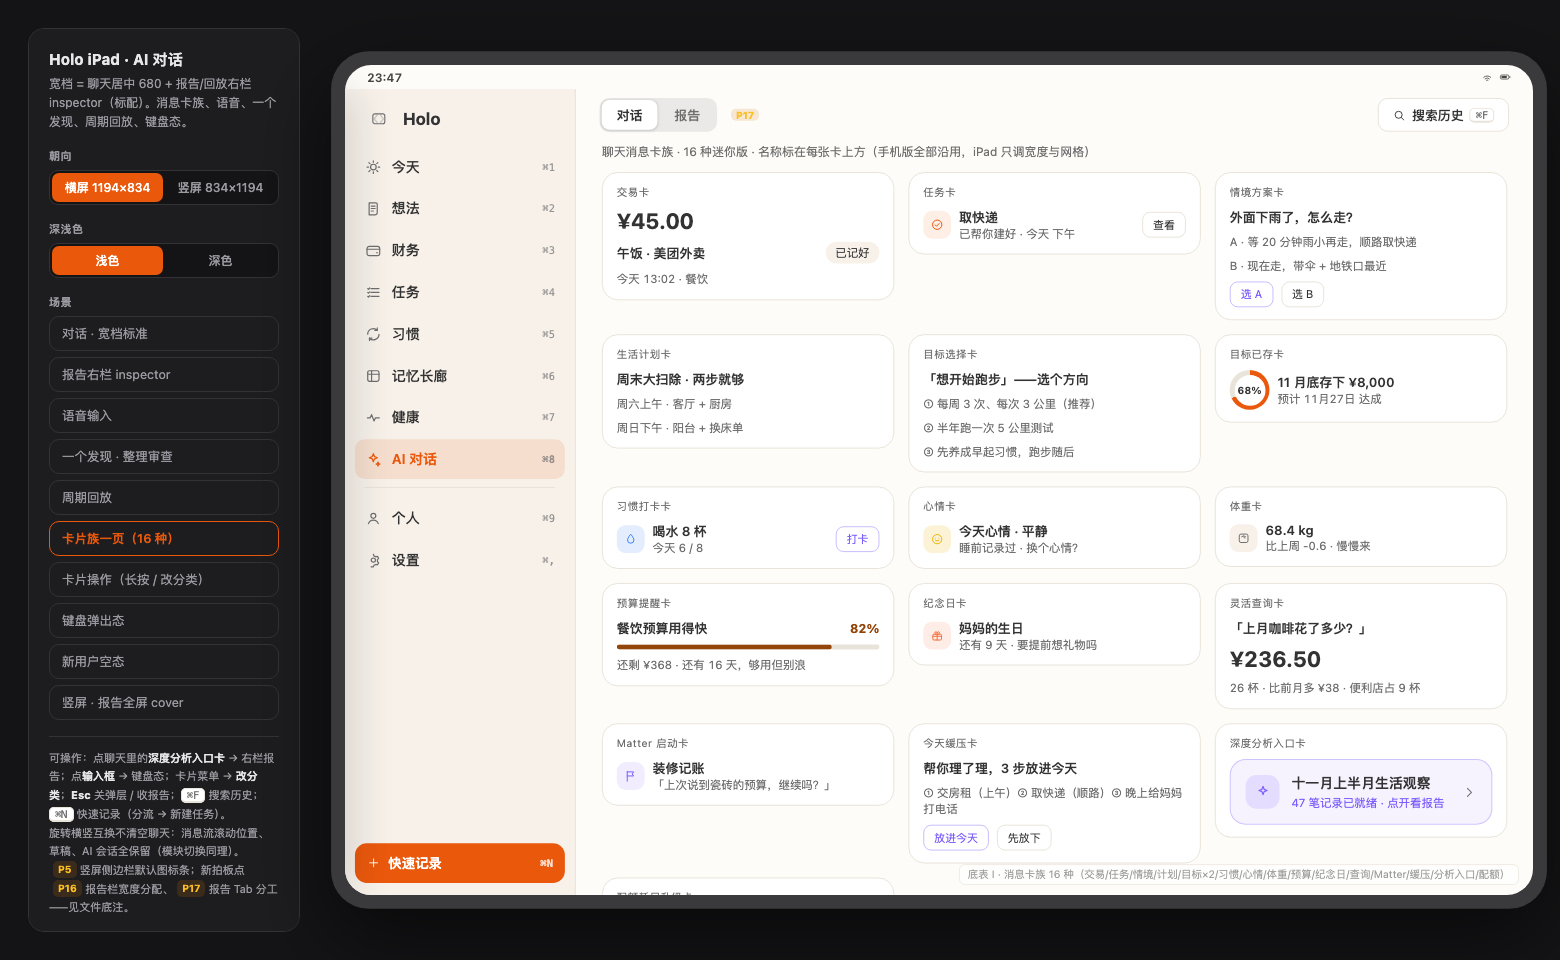 Holo iPad · AI 对话
宽档 = 聊天居中 680 + 报告/回放右栏
inspector（标配）。消息卡族、语音、一个
发现、周期回放、键盘态。
朝向
横屏 1194×834
竖屏 834×1194
深浅色
浅色
深色
场景
对话 · 宽档标准
报告右栏 inspector
语音输入
一个发现 · 整理审查
周期回放
卡片族一页（16 种）
卡片操作（长按 / 改分类）
键盘弹出态
新用户空态
竖屏 · 报告全屏 cover
可操作：点聊天里的深度分析入口卡 → 右栏报
告；点输入框 → 键盘态；卡片菜单 → 改分
类；Esc 关弹层 / 收报告；⌘F 搜索历史；
⌘N 快速记录（分流 → 新建任务）。
旋转横竖互换不清空聊天：消息流滚动位置、
草稿、AI 会话全保留（模块切换同理）。
P5 竖屏侧边栏默认图标条；新拍板点
P16 报告栏宽度分配、 P17 报告 Tab 分工
——见文件底注。
23:47
Holo
今天 ⌘1
想法 ⌘2
财务 ⌘3
任务 ⌘4
习惯 ⌘5
记忆长廊 ⌘6
健康 ⌘7
AI 对话 ⌘8
个人 ⌘9
设置 ⌘,
+ 快速记录 ⌘N
对话
报告
P17
搜索历史 ⌘F
聊天消息卡族 · 16 种迷你版 · 名称标在每张卡上方（手机版全部沿用，iPad 只调宽度与网格）
交易卡
¥45.00
午饭 · 美团外卖
已记好
今天 13:02 · 餐饮
任务卡
取快递
已帮你建好 · 今天 下午
查看
情境方案卡
外面下雨了，怎么走？
A · 等 20 分钟雨小再走，顺路取快递
B · 现在走，带伞 + 地铁口最近
选 A
选 B
生活计划卡
周末大扫除 · 两步就够
周六上午 · 客厅 + 厨房
周日下午 · 阳台 + 换床单
目标选择卡
「想开始跑步」——选个方向
① 每周 3 次、每次 3 公里（推荐）
② 半年跑一次 5 公里测试
③ 先养成早起习惯，跑步随后
目标已存卡
68%
11 月底存下 ¥8,000
预计 11月27日 达成
习惯打卡卡
喝水 8 杯
今天 6 / 8
打卡
心情卡
今天心情 · 平静
睡前记录过 · 换个心情？
体重卡
68.4 kg
比上周 -0.6 · 慢慢来
预算提醒卡
餐饮预算用得快
82%
还剩 ¥368 · 还有 16 天，够用但别浪
纪念日卡
妈妈的生日
还有 9 天 · 要提前想礼物吗
灵活查询卡
「上月咖啡花了多少？」
¥236.50
26 杯 · 比前月多 ¥38 · 便利店占 9 杯
Matter 启动卡
装修记账
「上次说到瓷砖的预算，继续吗？」
今天缓压卡
帮你理了理，3 步放进今天
① 交房租（上午）② 取快递（顺路）③ 晚上给妈妈
打电话
放进今天
先放下
深度分析入口卡
十一月上半月生活观察
47 笔记录已就绪 · 点开看报告
底表 I · 消息卡族 16 种（交易/任务/情境/计划/目标×2/习惯/心情/体重/预算/纪念日/查询/Matter/缓压/分析入口/配额）